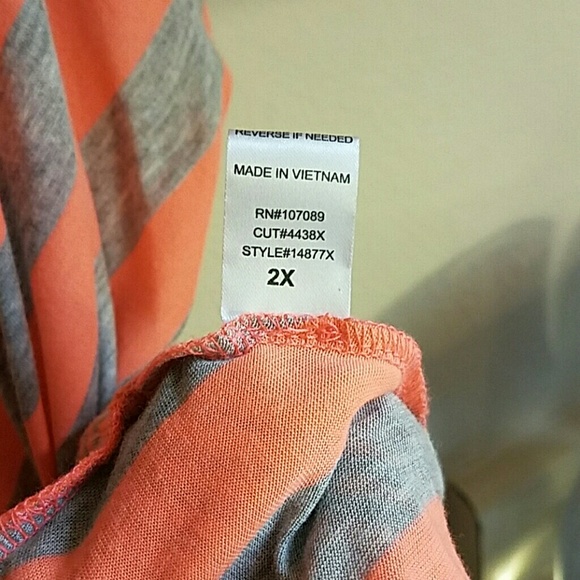 REVERSE IF NEEDED
MADE IN VIETNAM
RN#107089
CUT#4438X
STYLE#14877X
2X